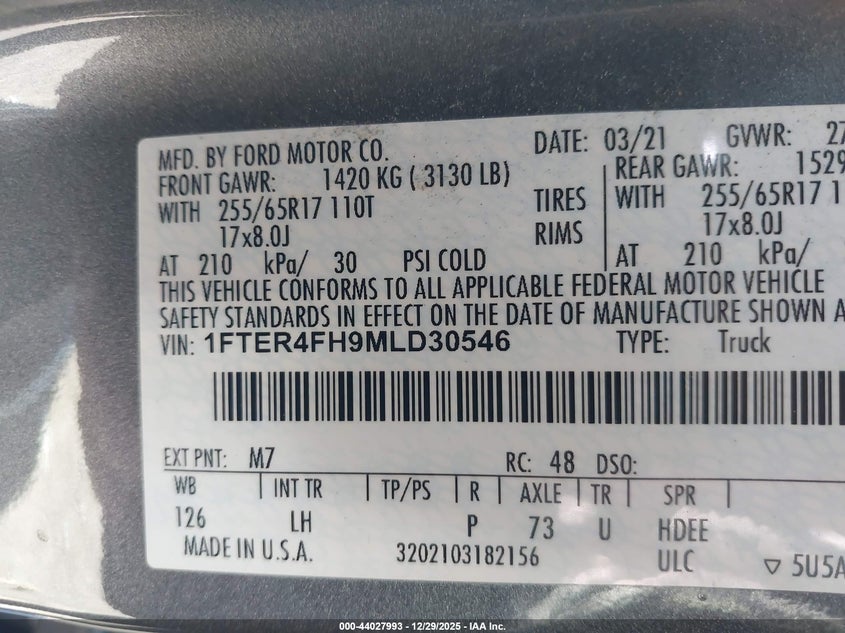 MFD. BY FORD MOTOR CO. DATE: 03/21 GVWR: 27
FRONT GAWR: 1420 KG ( 3130 LB) REAR GAWR: 1529
WITH 255/65R17 110T TIRES WITH 255/65R17 1
17x8.0J RIMS 17x8.0J
AT 210 kPa/ 30 PSI COLD AT 210 kPa/
THIS VEHICLE CONFORMS TO ALL APPLICABLE FEDERAL MOTOR VEHICLE
SAFETY STANDARDS IN EFFECT ON THE DATE OF MANUFACTURE SHOWN A
VIN: 1FTER4FH9MLD30546 TYPE: Truck
EXT PNT: M7 RC: 48 DSO:
WB INT TR TP/PS R AXLE TR SPR
126 LH P 73 U HDEE
MADE IN U.S.A. 3202103182156 ULC ▽ 5U5A
000-44027993 - 12/29/2025 - IAA Inc.